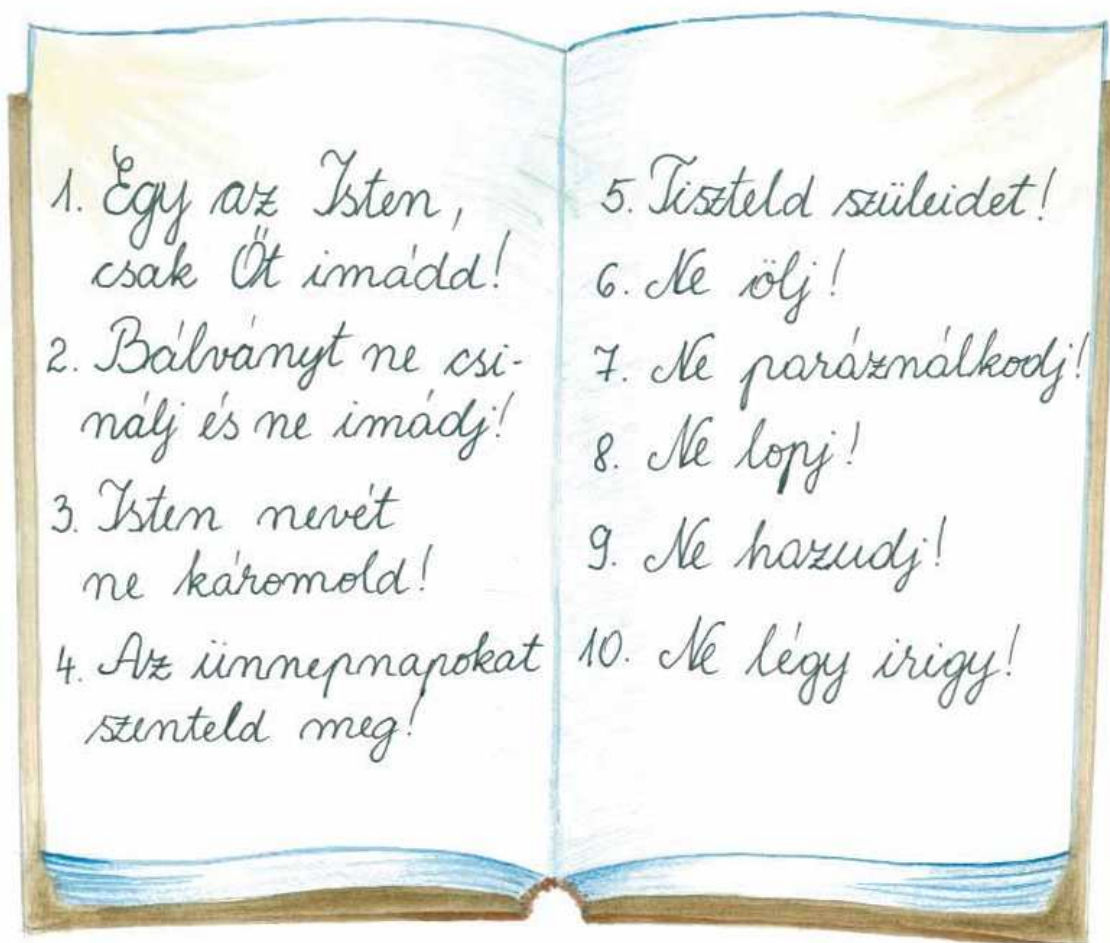 1. Egy az Isten,
csak Őt imádd!
2. Bálványt ne csi-
nálj és ne imádj!
3. Isten nevét
ne káromold!
4. Az ünnepnapokat
szenteld meg!
5. Tiszteld szüleidet!
6. Ne ölj!
7. Ne paráználkodj!
8. Ne lopj!
9. Ne hazudj!
10. Ne légy irigy!